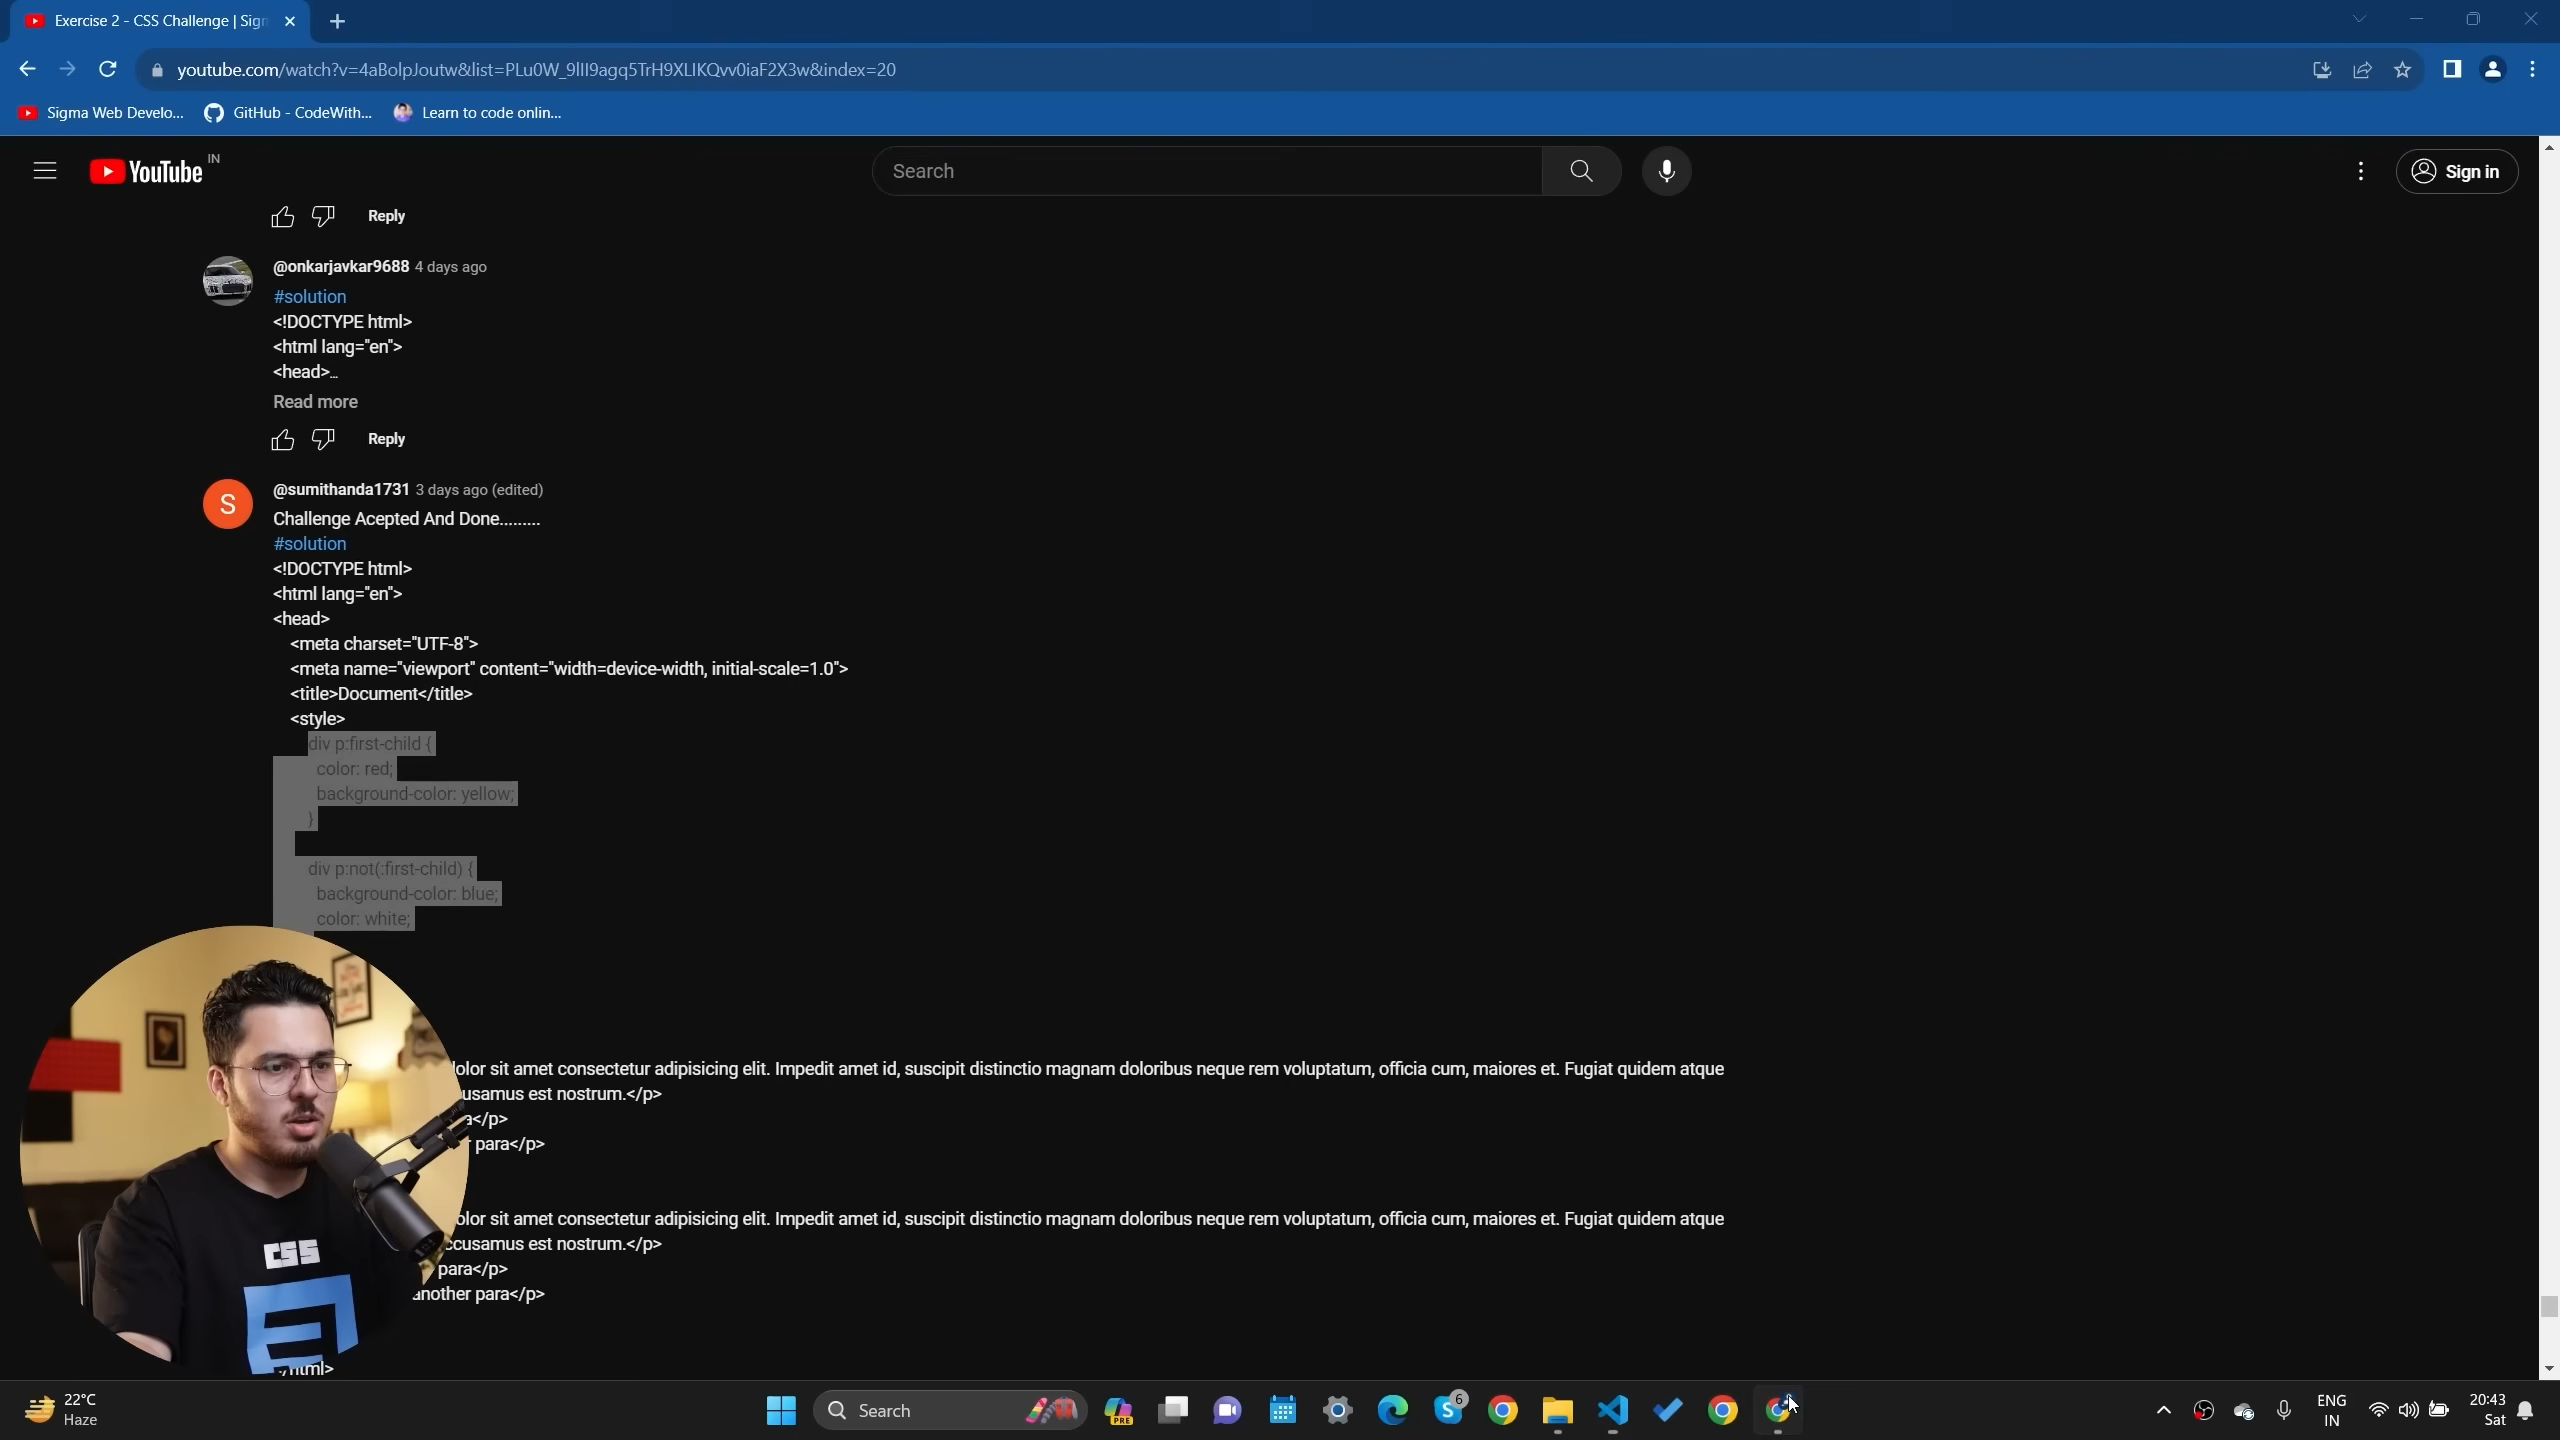 Exercise 2 - CSS Challenge | Sigm
youtube.com/watch?v=4aBolpJoutw&list=PLu0W_9lII9agq5TrH9XLIKQvv0iaF2X3w&index=20
Sigma Web Develo...
GitHub - CodeWith...
Learn to code onlin...
YouTube IN
Search
Sign in
Reply
@onkarjavkar9688 4 days ago
#solution
<!DOCTYPE html>
<html lang="en">
<head>...
Read more
Reply
S
@sumithanda1731 3 days ago (edited)
Challenge Acepted And Done.........
#solution
<!DOCTYPE html>
<html lang="en">
<head>
<meta charset="UTF-8">
<meta name="viewport" content="width=device-width, initial-scale=1.0">
<title>Document</title>
<style>
div p:first-child {
color: red;
background-color: yellow;
}
div p:not(:first-child) {
background-color: blue;
color: white;
dolor sit amet consectetur adipisicing elit. Impedit amet id, suscipit distinctio magnam doloribus neque rem voluptatum, officia cum, maiores et. Fugiat quidem atque
usamus est nostrum.</p>
a</p>
para</p>
olor sit amet consectetur adipisicing elit. Impedit amet id, suscipit distinctio magnam doloribus neque rem voluptatum, officia cum, maiores et. Fugiat quidem atque
ccusamus est nostrum.</p>
para</p>
another para</p>
/html>
CSS
22°C
Haze
Search
PRE
6
ENG
IN
20:43
Sat